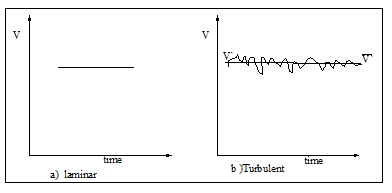 V
V
V'
V̅
time
time
a) laminar
b )Turbulent